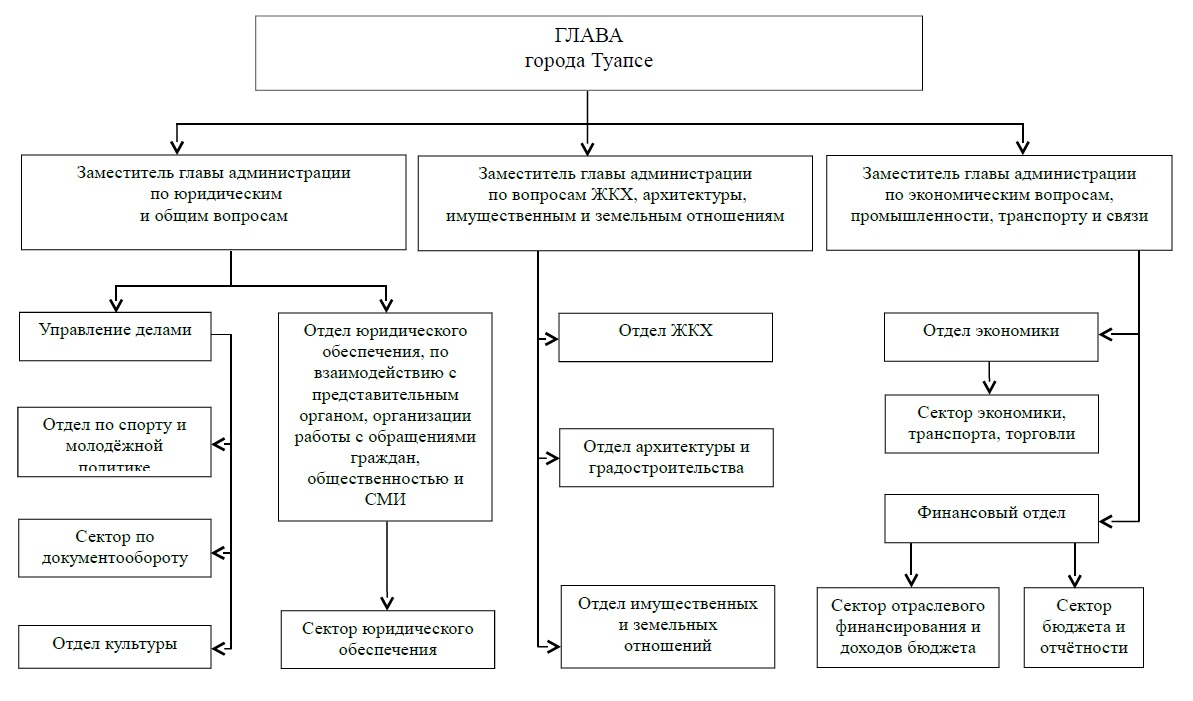 ГЛАВА
города Туапсе
Заместитель главы администрации
по юридическим
и общим вопросам
Заместитель главы администрации
по вопросам ЖКХ, архитектуры,
имущественным и земельным отношениям
Заместитель главы администрации
по экономическим вопросам,
промышленности, транспорту и связи
Управление делами
Отдел по спорту и
молодёжной
политике
Сектор по
документообороту
Отдел культуры
Отдел юридического
обеспечения, по
взаимодействию с
представительным
органом, организации
работы с обращениями
граждан,
общественностью и
СМИ
Сектор юридического
обеспечения
Отдел ЖКХ
Отдел архитектуры и
градостроительства
Отдел имущественных
и земельных
отношений
Отдел экономики
Сектор экономики,
транспорта, торговли
Финансовый отдел
Сектор отраслевого
финансирования и
доходов бюджета
Сектор
бюджета и
отчётности